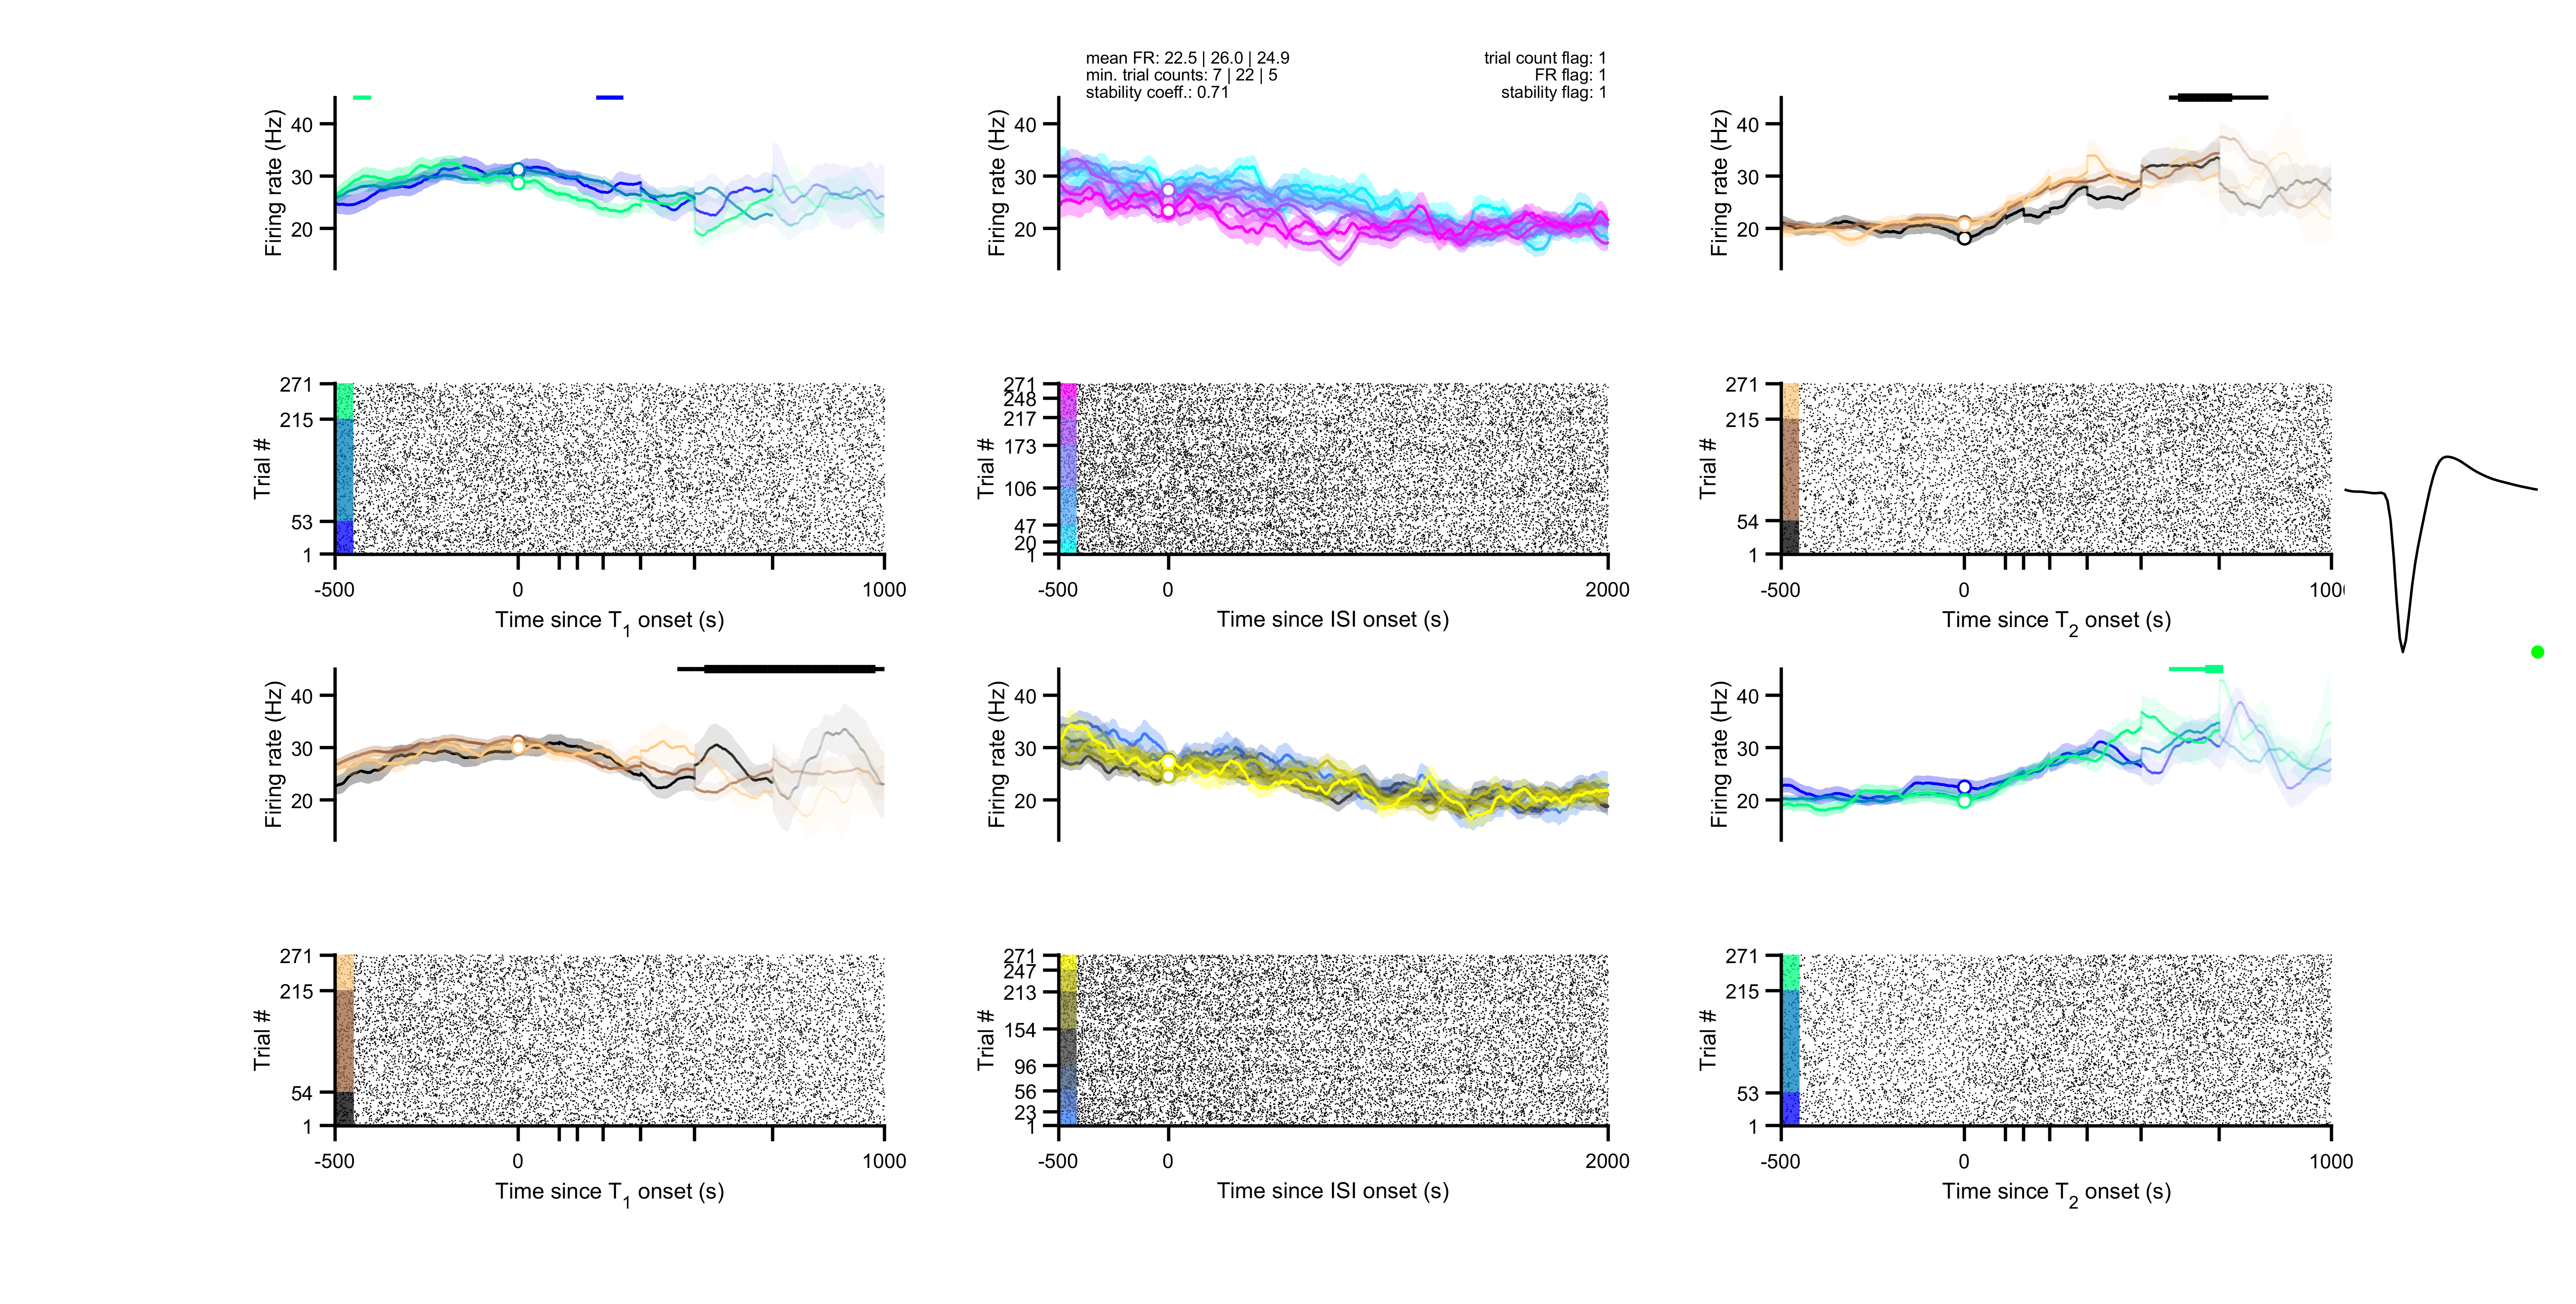 mean FR: 22.5 | 26.0 | 24.9
min. trial counts: 7 | 22 | 5
stability coeff.: 0.71
trial count flag: 1
FR flag: 1
stability flag: 1
Firing rate (Hz)
40
30
20
Firing rate (Hz)
40
30
20
Firing rate (Hz)
40
30
20
Trial #
271
215
53
1
-500
0
1000
Time since T1 onset (s)
Trial #
271
248
217
173
106
47
20
1
-500
0
2000
Time since ISI onset (s)
Trial #
271
215
54
1
-500
0
100
Time since T2 onset (s)
Firing rate (Hz)
40
30
20
Firing rate (Hz)
40
30
20
Firing rate (Hz)
40
30
20
Trial #
271
215
54
1
-500
0
1000
Time since T1 onset (s)
Trial #
271
247
213
154
96
56
23
1
-500
0
2000
Time since ISI onset (s)
Trial #
271
215
53
1
-500
0
1000
Time since T2 onset (s)